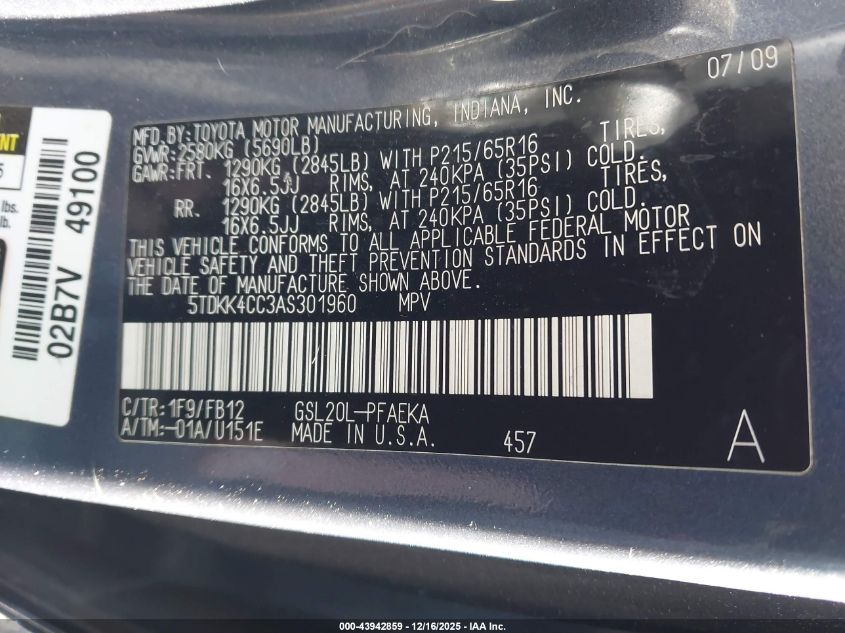 07/09
MFD.BY:TOYOTA MOTOR MANUFACTURING, INDIANA, INC.
GVWR:2580KG (5690LB)
GAWR:FRT. 1290KG (2845LB) WITH P215/65R16 TIRES,
16X6.5JJ RIMS, AT 240KPA (35PSI) COLD.
RR. 1290KG (2845LB) WITH P215/65R16 TIRES,
16X6.5JJ RIMS, AT 240KPA (35PSI) COLD.
THIS VEHICLE CONFORMS TO ALL APPLICABLE FEDERAL MOTOR
VEHICLE SAFETY AND THEFT PREVENTION STANDARDS IN EFFECT ON
THE DATE OF MANUFACTURE SHOWN ABOVE.
5TDKK4CC3AS301960 MPV
C/TR:1F9/FB12 GSL20L-PFAEKA
A/TM:-01A/U151E MADE IN U.S.A. 457
A
02B7V 49100
lbs.
lb.
000-43942859 - 12/16/2025 - IAA Inc.